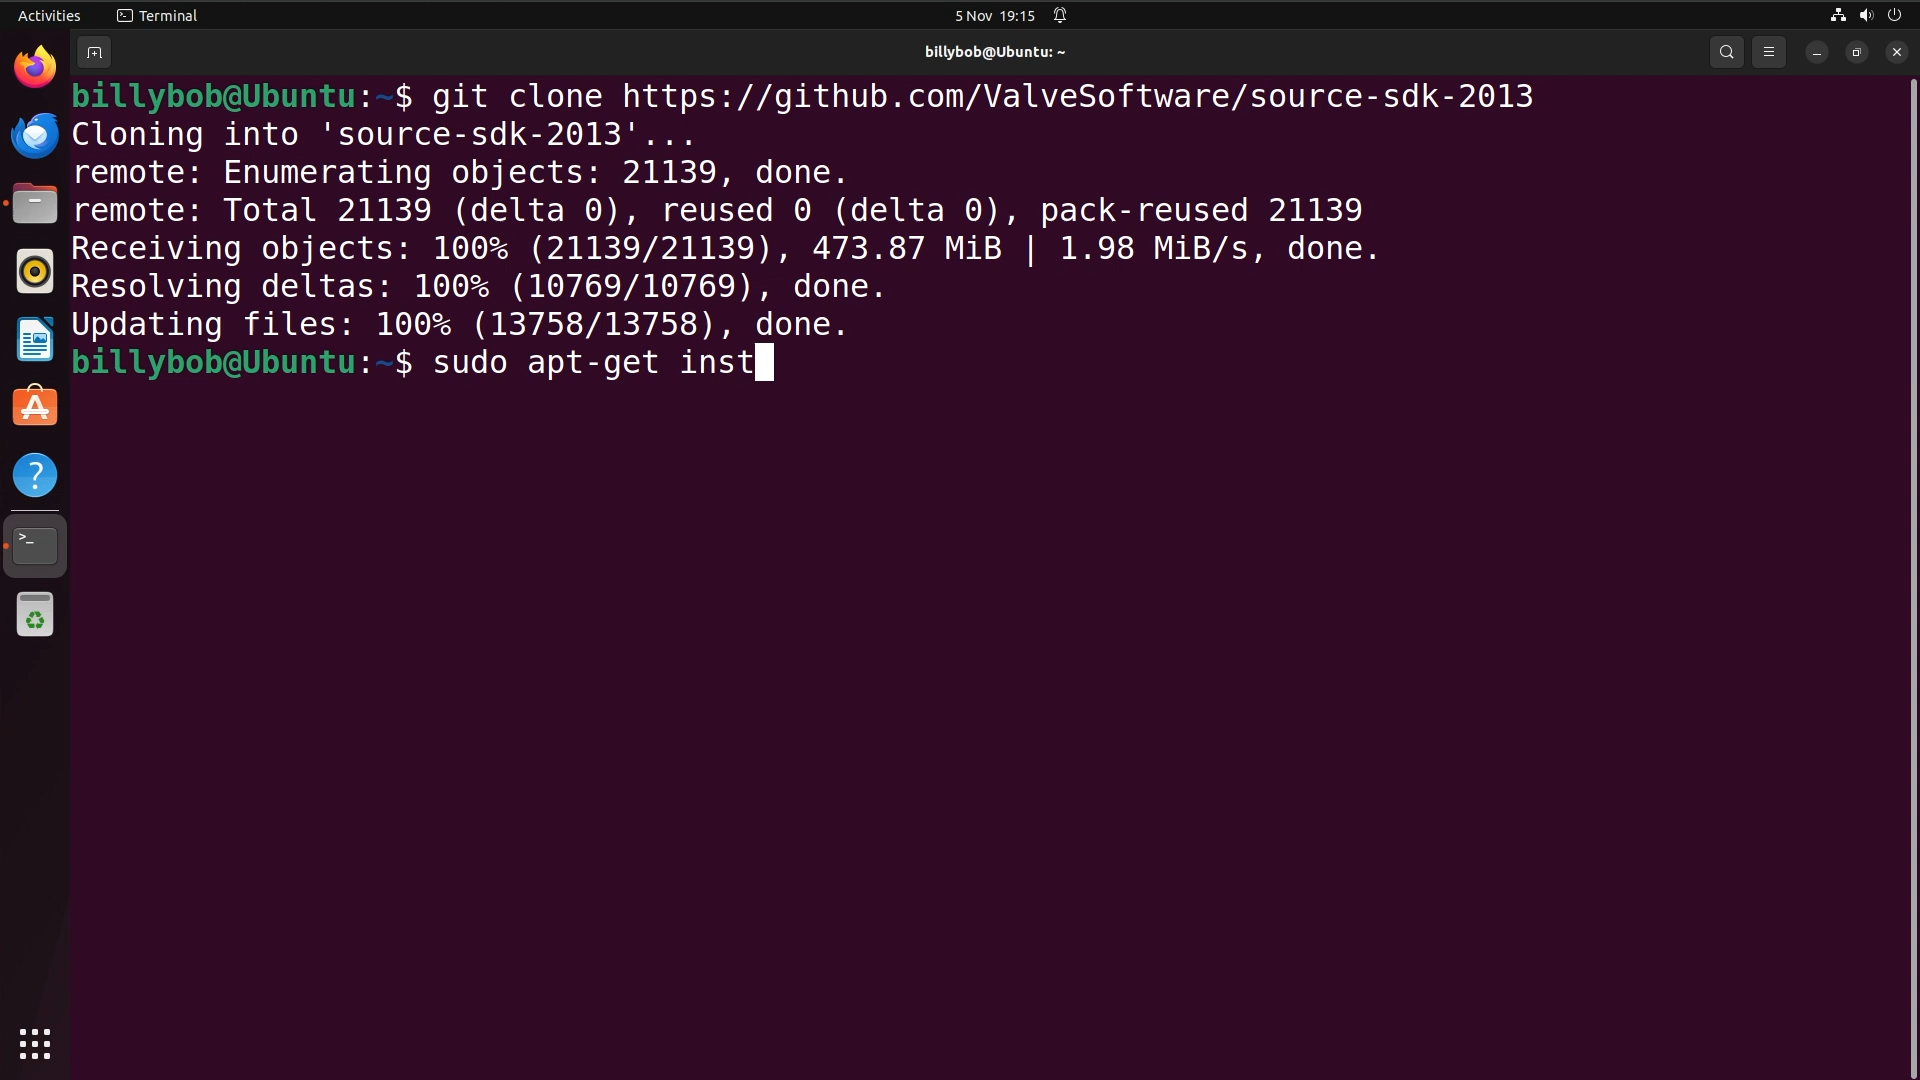 Activities Terminal 5 Nov 19:15
billybob@Ubuntu: ~
billybob@Ubuntu:~$ git clone https://github.com/ValveSoftware/source-sdk-2013
Cloning into 'source-sdk-2013'...
remote: Enumerating objects: 21139, done.
remote: Total 21139 (delta 0), reused 0 (delta 0), pack-reused 21139
Receiving objects: 100% (21139/21139), 473.87 MiB | 1.98 MiB/s, done.
Resolving deltas: 100% (10769/10769), done.
Updating files: 100% (13758/13758), done.
billybob@Ubuntu:~$ sudo apt-get inst